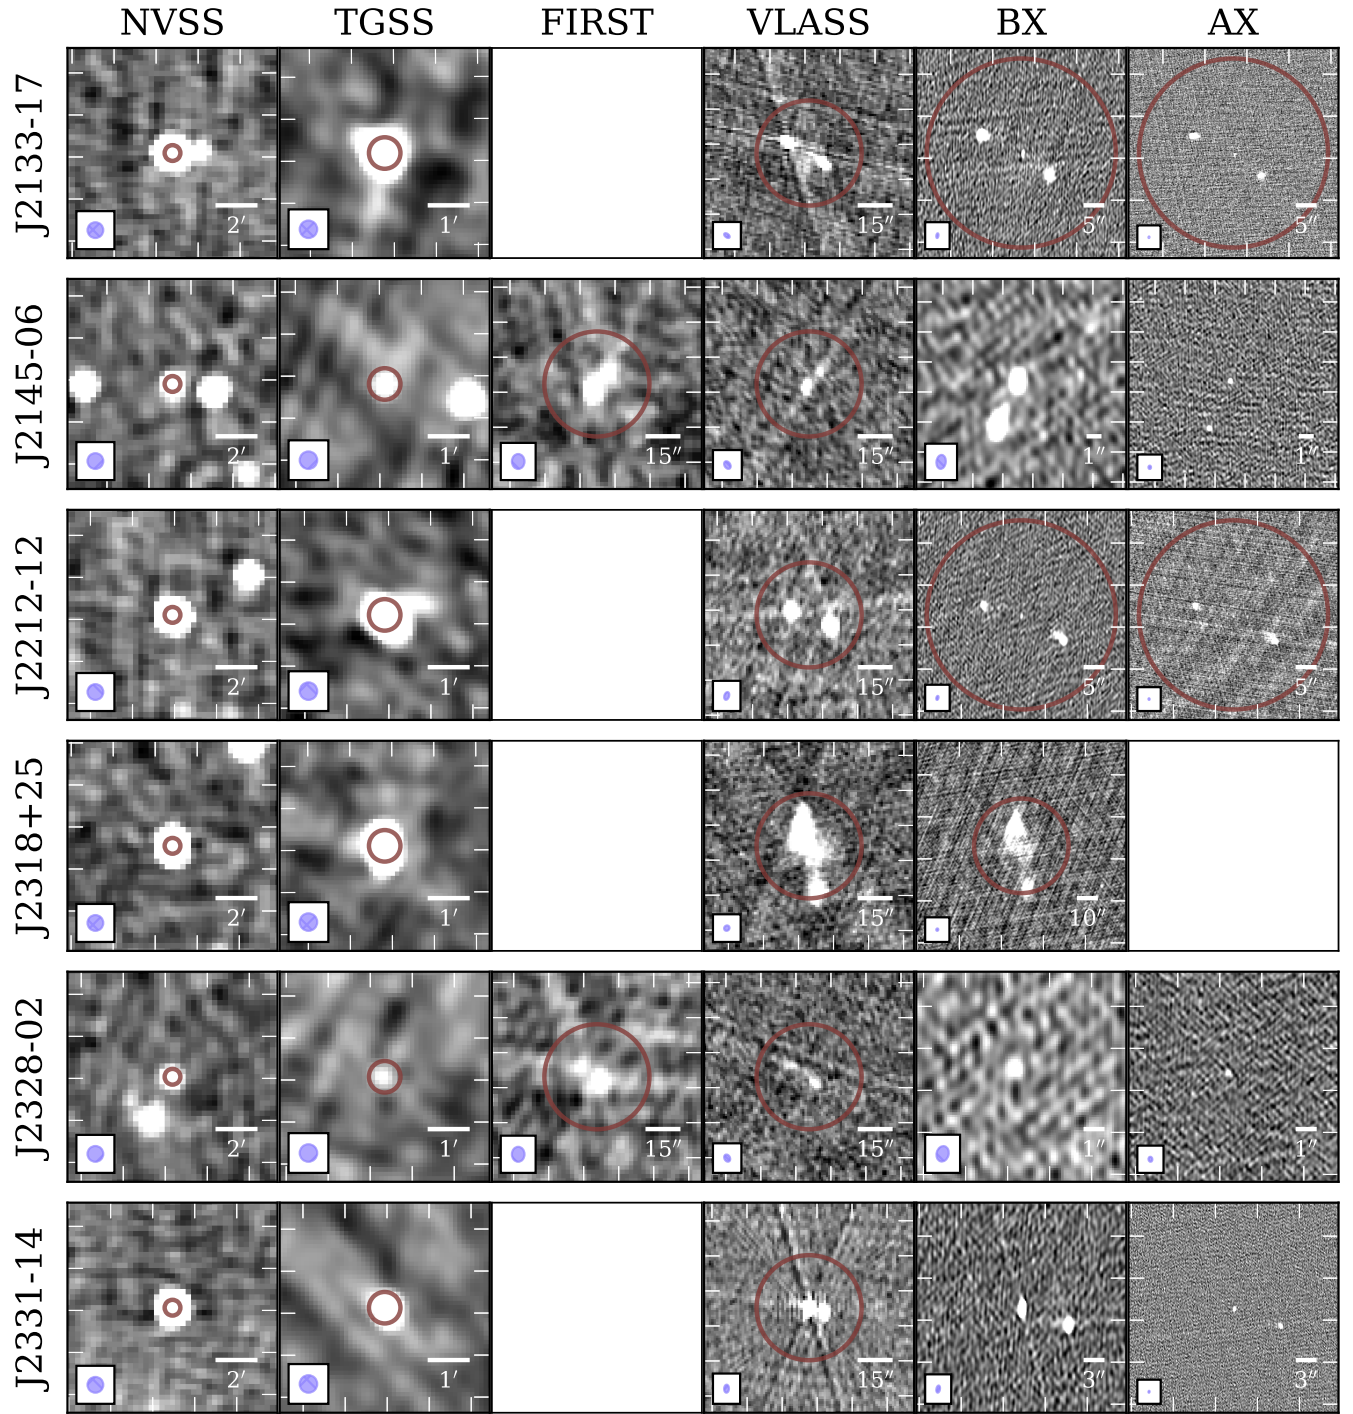 NVSS TGSS FIRST VLASS BX AX
J2133-17 2′ 1′ 15″ 5″ 5″
J2145-06 2′ 1′ 15″ 15″ 1″ 1″
J2212-12 2′ 1′ 15″ 5″ 5″
J2318+25 2′ 1′ 15″ 10″
J2328-02 2′ 1′ 15″ 15″ 1″ 1″
J2331-14 2′ 1′ 15″ 3″ 3″